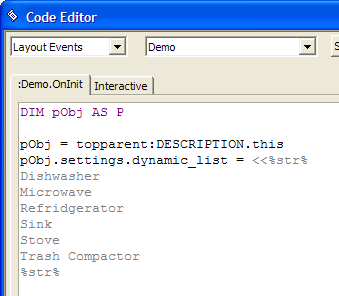 Code Editor
Layout Events Demo
:Demo.OnInit Interactive
DIM pObj AS P
pObj = topparent:DESCRIPTION.this
pObj.settings.dynamic_list = <<%str%
Dishwasher
Microwave
Refridgerator
Sink
Stove
Trash Compactor
%str%